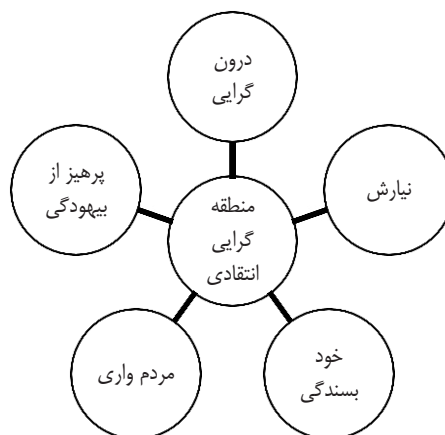 درون
گرایی
پرهیز از
بیهودگی
نیارش
منطقه
گرایی
انتقادی
مردم واری
خود
بسندگی